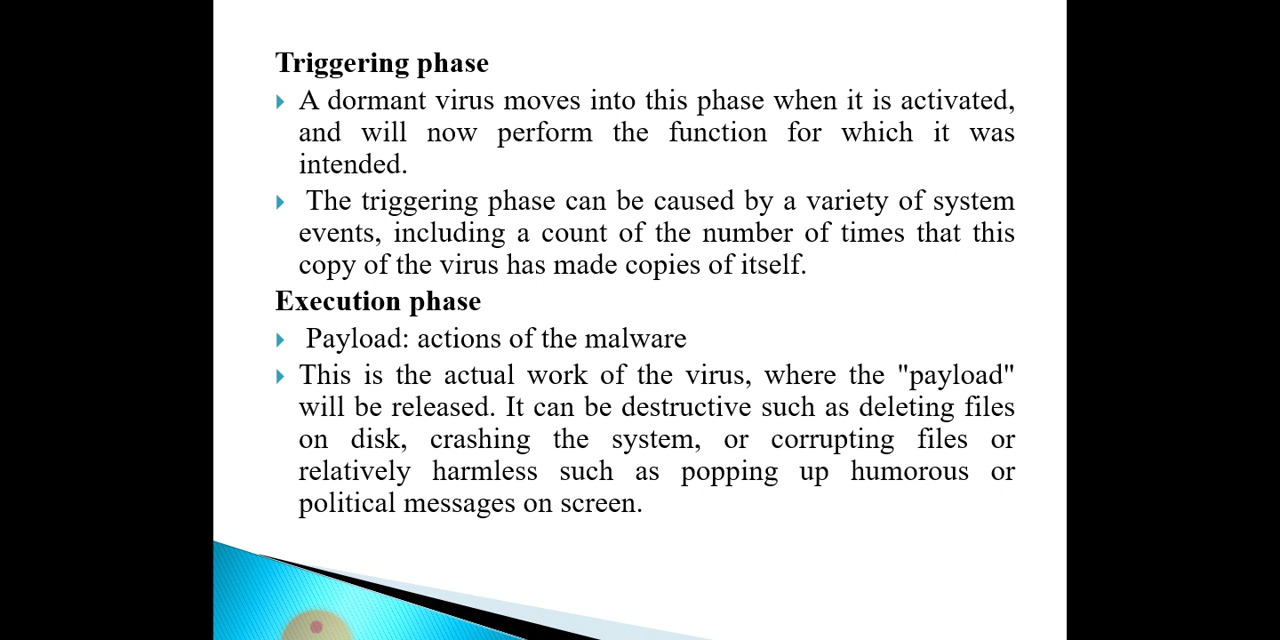 Triggering phase
A dormant virus moves into this phase when it is activated,
and will now perform the function for which it was
intended.
The triggering phase can be caused by a variety of system
events, including a count of the number of times that this
copy of the virus has made copies of itself.
Execution phase
Payload: actions of the malware
This is the actual work of the virus, where the "payload"
will be released. It can be destructive such as deleting files
on disk, crashing the system, or corrupting files or
relatively harmless such as popping up humorous or
political messages on screen.